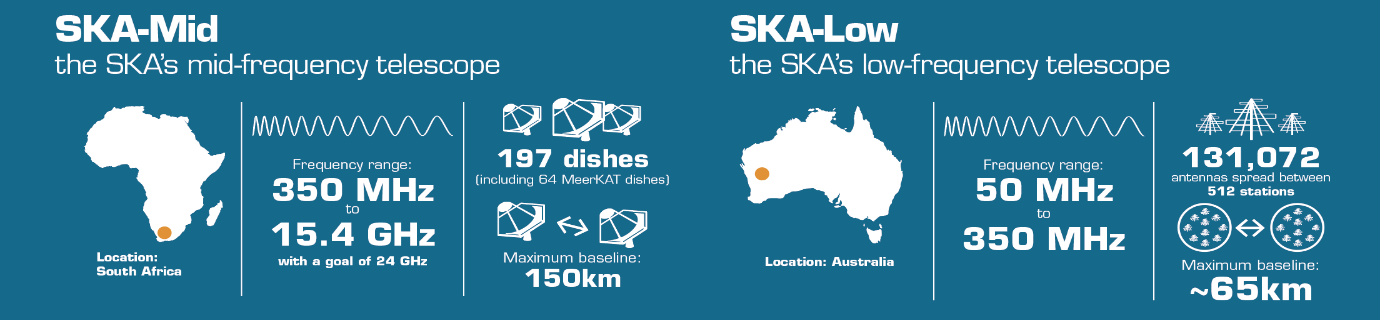 SKA-Mid
the SKA's mid-frequency telescope
Location:
South Africa
Frequency range:
350 MHz
to
15.4 GHz
with a goal of 24 GHz
197 dishes
(including 64 MeerKAT dishes)
Maximum baseline:
150km
SKA-Low
the SKA's low-frequency telescope
Location: Australia
Frequency range:
50 MHz
to
350 MHz
131,072
antennas spread between
512 stations
Maximum baseline:
~65km